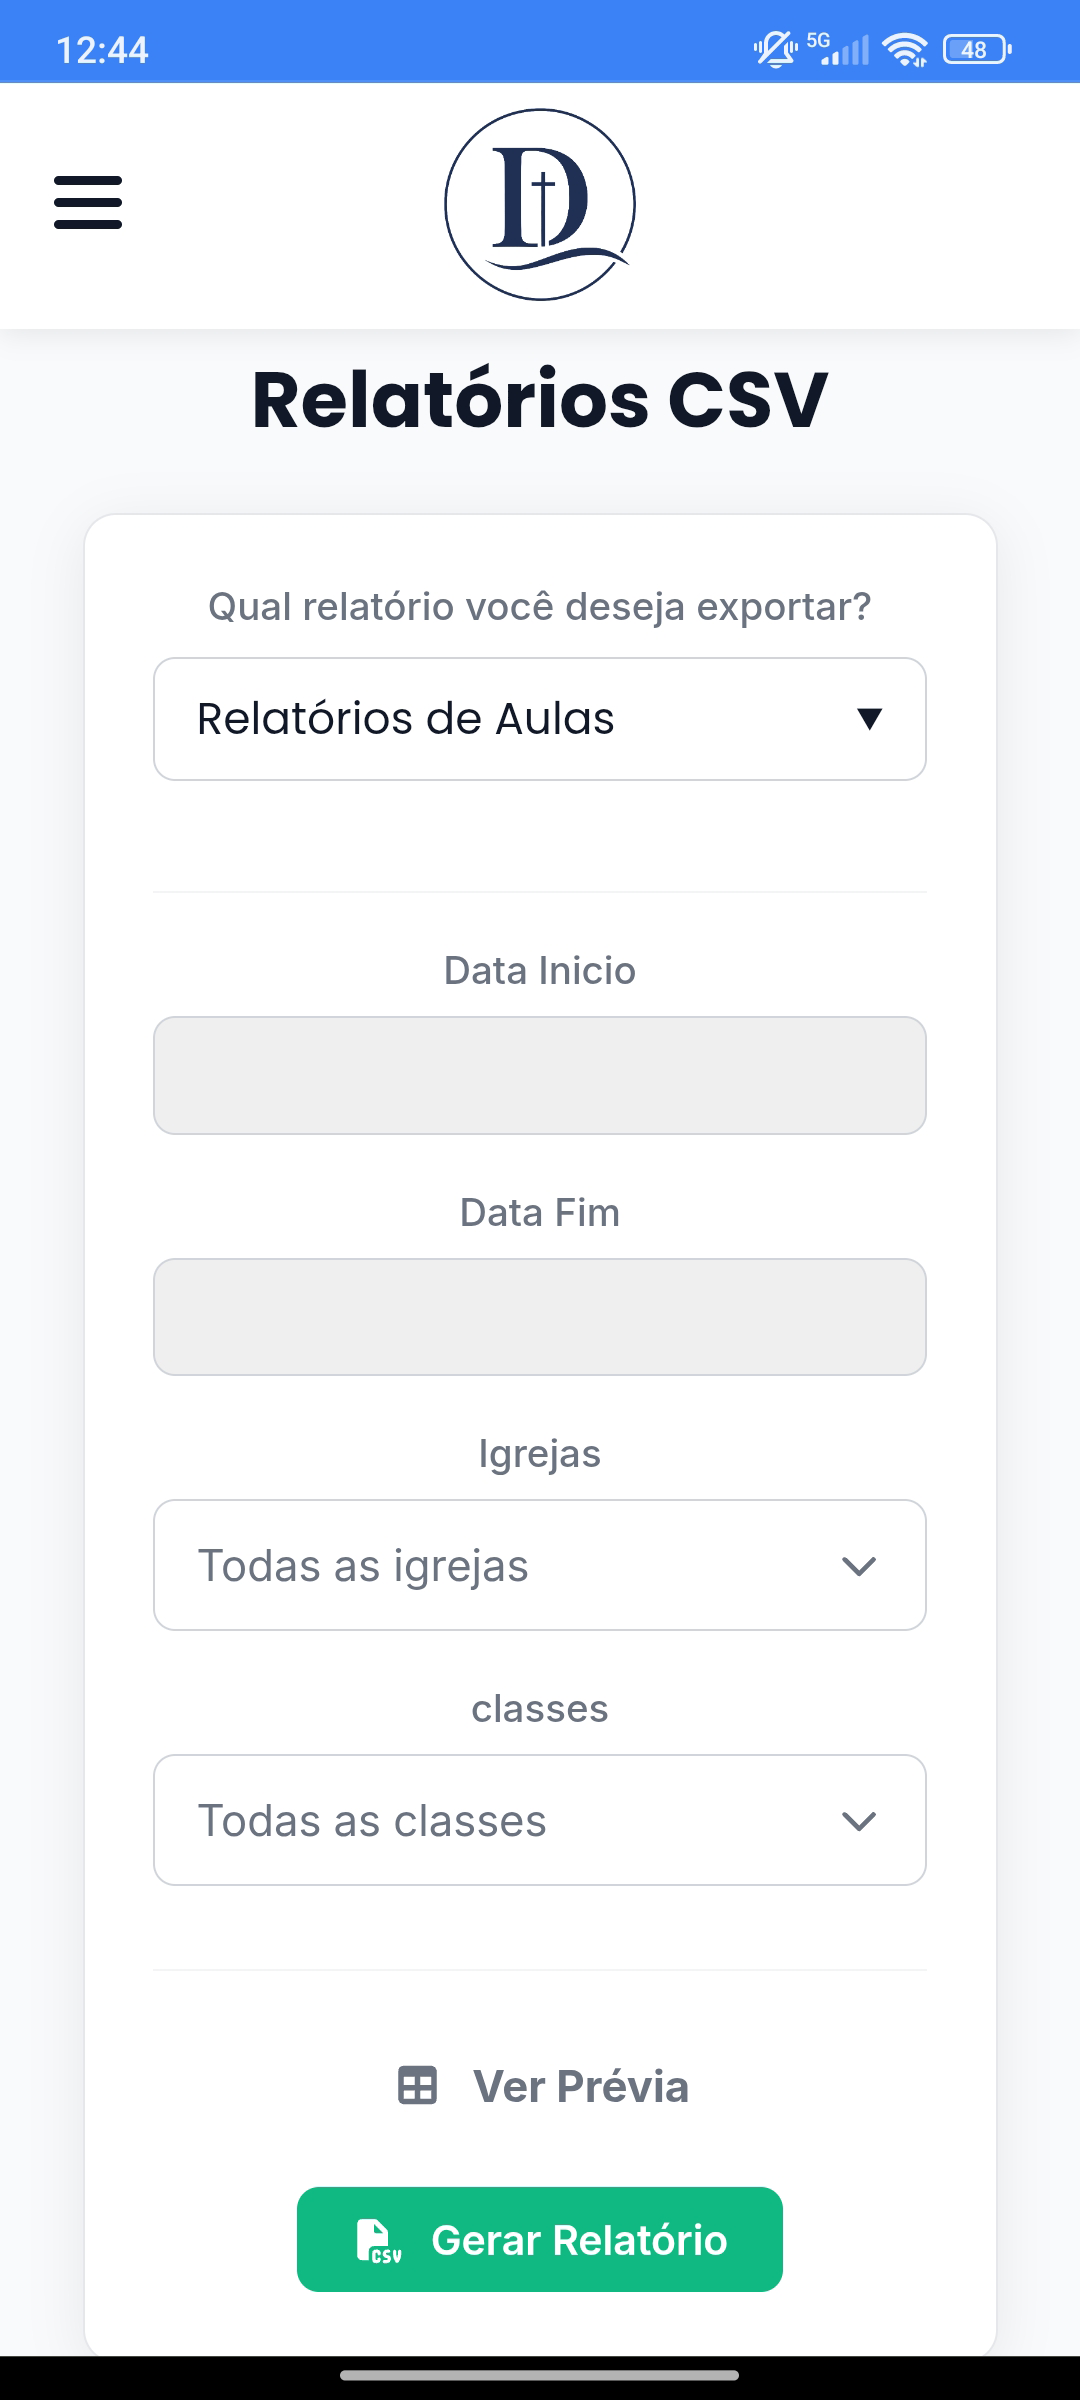 12:44
5G
48
D
Relatórios CSV
Qual relatório você deseja exportar?
Relatórios de Aulas
Data Inicio
Data Fim
Igrejas
Todas as igrejas
classes
Todas as classes
Ver Prévia
CSV Gerar Relatório